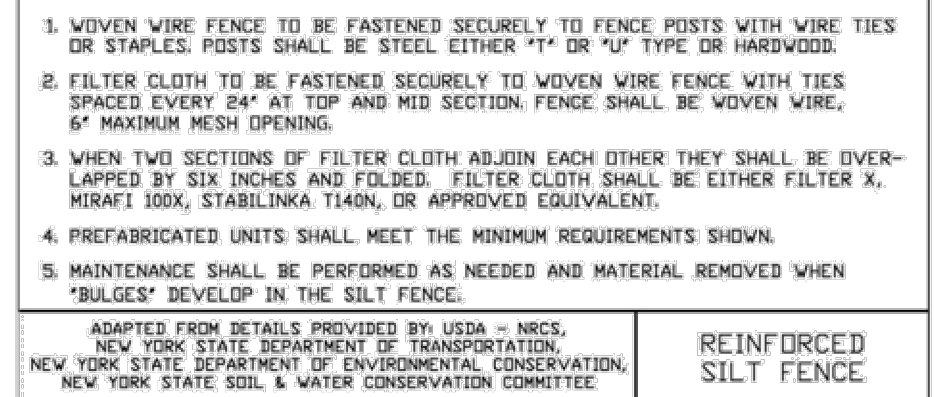 1. WOVEN WIRE FENCE TO BE FASTENED SECURELY TO FENCE POSTS WITH WIRE TIES
OR STAPLES. POSTS SHALL BE STEEL EITHER "T" OR "U" TYPE OR HARDWOOD.
2. FILTER CLOTH TO BE FASTENED SECURELY TO WOVEN WIRE FENCE WITH TIES
SPACED EVERY 24" AT TOP AND MID SECTION. FENCE SHALL BE WOVEN WIRE,
6" MAXIMUM MESH OPENING.
3. WHEN TWO SECTIONS OF FILTER CLOTH ADJOIN EACH OTHER THEY SHALL BE OVER-
LAPPED BY SIX INCHES AND FOLDED. FILTER CLOTH SHALL BE EITHER FILTER X,
MIRAFI 100X, STABILINKA T140N, OR APPROVED EQUIVALENT.
4. PREFABRICATED UNITS SHALL MEET THE MINIMUM REQUIREMENTS SHOWN.
5. MAINTENANCE SHALL BE PERFORMED AS NEEDED AND MATERIAL REMOVED WHEN
"BULGES" DEVELOP IN THE SILT FENCE.
ADAPTED FROM DETAILS PROVIDED BY: USDA - NRCS,
NEW YORK STATE DEPARTMENT OF TRANSPORTATION,
NEW YORK STATE DEPARTMENT OF ENVIRONMENTAL CONSERVATION,
NEW YORK STATE SOIL & WATER CONSERVATION COMMITTEE
REINFORCED
SILT FENCE